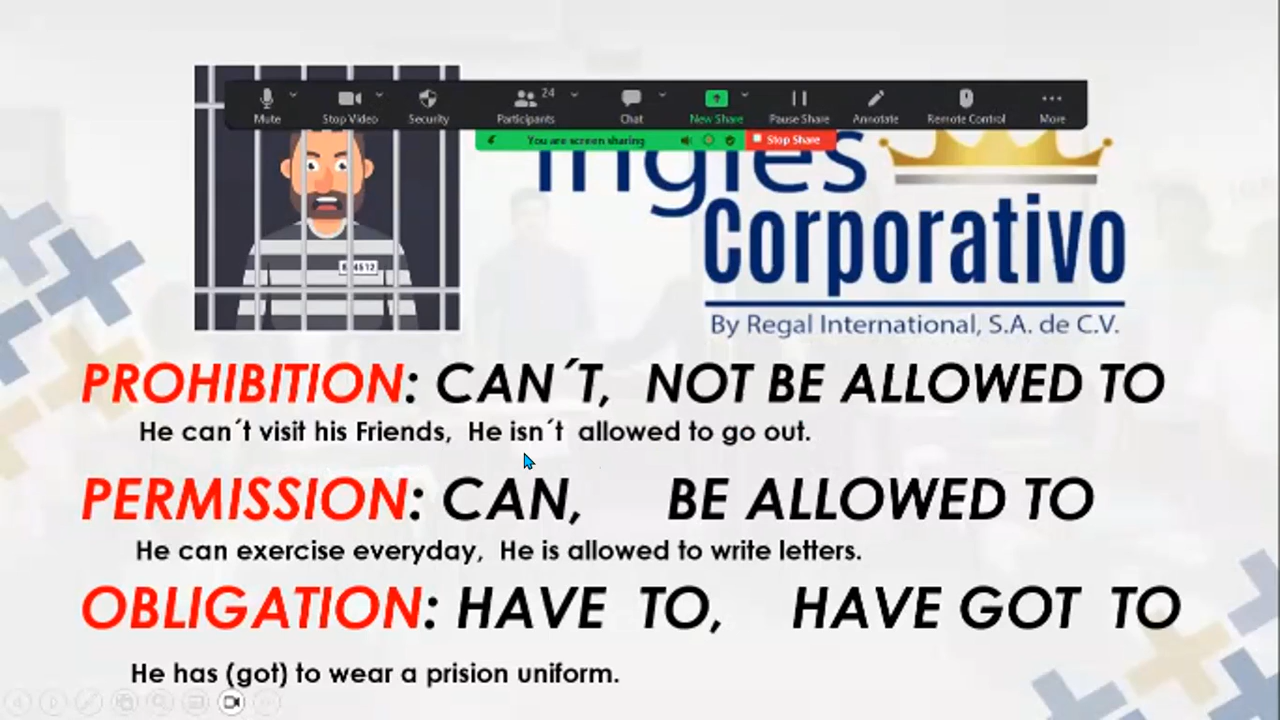 Mute Stop Video Security Participants 24 Chat New Share Pause Share Annotate Remote Control More
You are screen sharing Stop Share
Inglés
Corporativo
By Regal International, S.A. de C.V.
PROHIBITION: CAN´T, NOT BE ALLOWED TO
He can´t visit his Friends, He isn´t allowed to go out.
PERMISSION: CAN, BE ALLOWED TO
He can exercise everyday, He is allowed to write letters.
OBLIGATION: HAVE TO, HAVE GOT TO
He has (got) to wear a prision uniform.